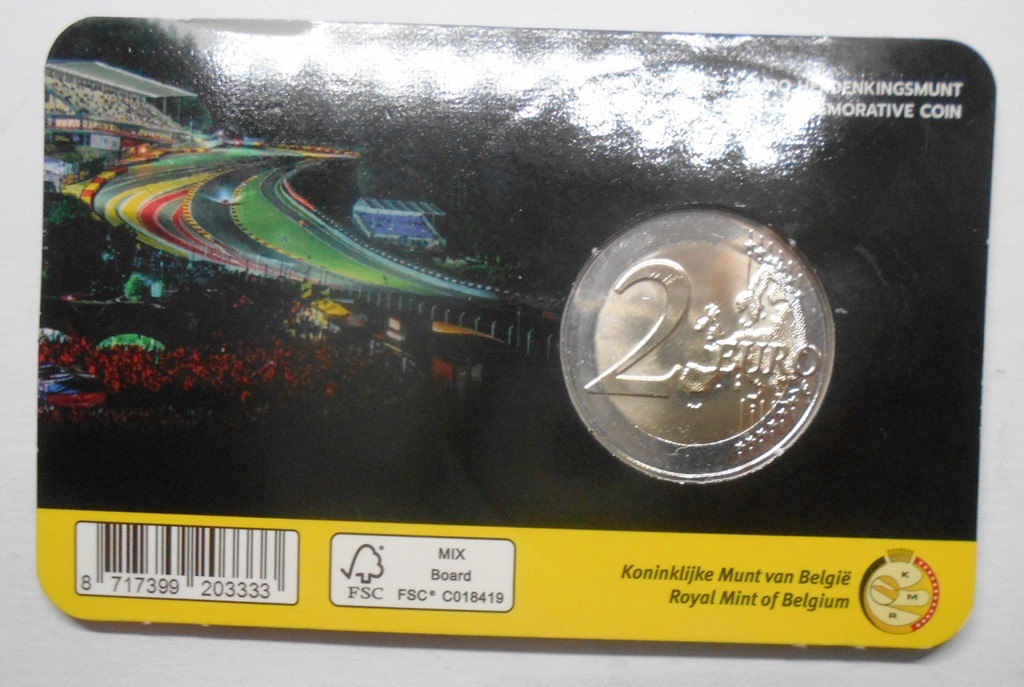 DENKINGSMUNT
MORATIVE COIN
2 EURO
8 717399 203333
FSC
MIX
Board
FSC® C018419
Koninklijke Munt van België
Royal Mint of Belgium
K
M
R